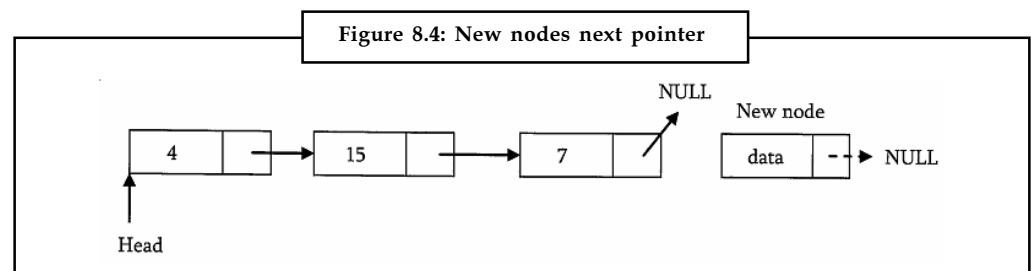 Figure 8.4: New nodes next pointer
NULL
New node
4
15
7
data
NULL
Head